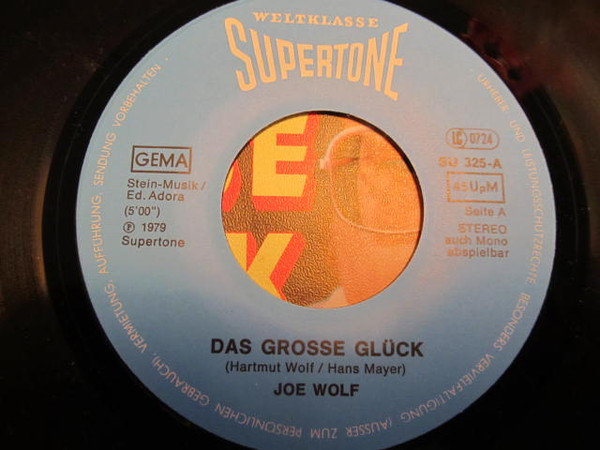 WELTKLASSE
SUPERTONE
GEMA
Stein-Musik/
Ed. Adora
(5'00")
Ⓟ 1979
Supertone
LC 0724
SU 325-A
45 UpM
Seite A
STEREO
auch Mono
abspielbar
DAS GROSSE GLÜCK
(Hartmut Wolf / Hans Mayer)
JOE WOLF
URHEBER UND LEISTUNGSSCHUTZRECHTE BESONDERS VERVIELFÄLTIGUNG (AUSSER ZUM PERSÖNLICHEN GEBRAUCH), VERMIETUNG, AUFFÜHRUNG, SENDUNG VORBEHALTEN